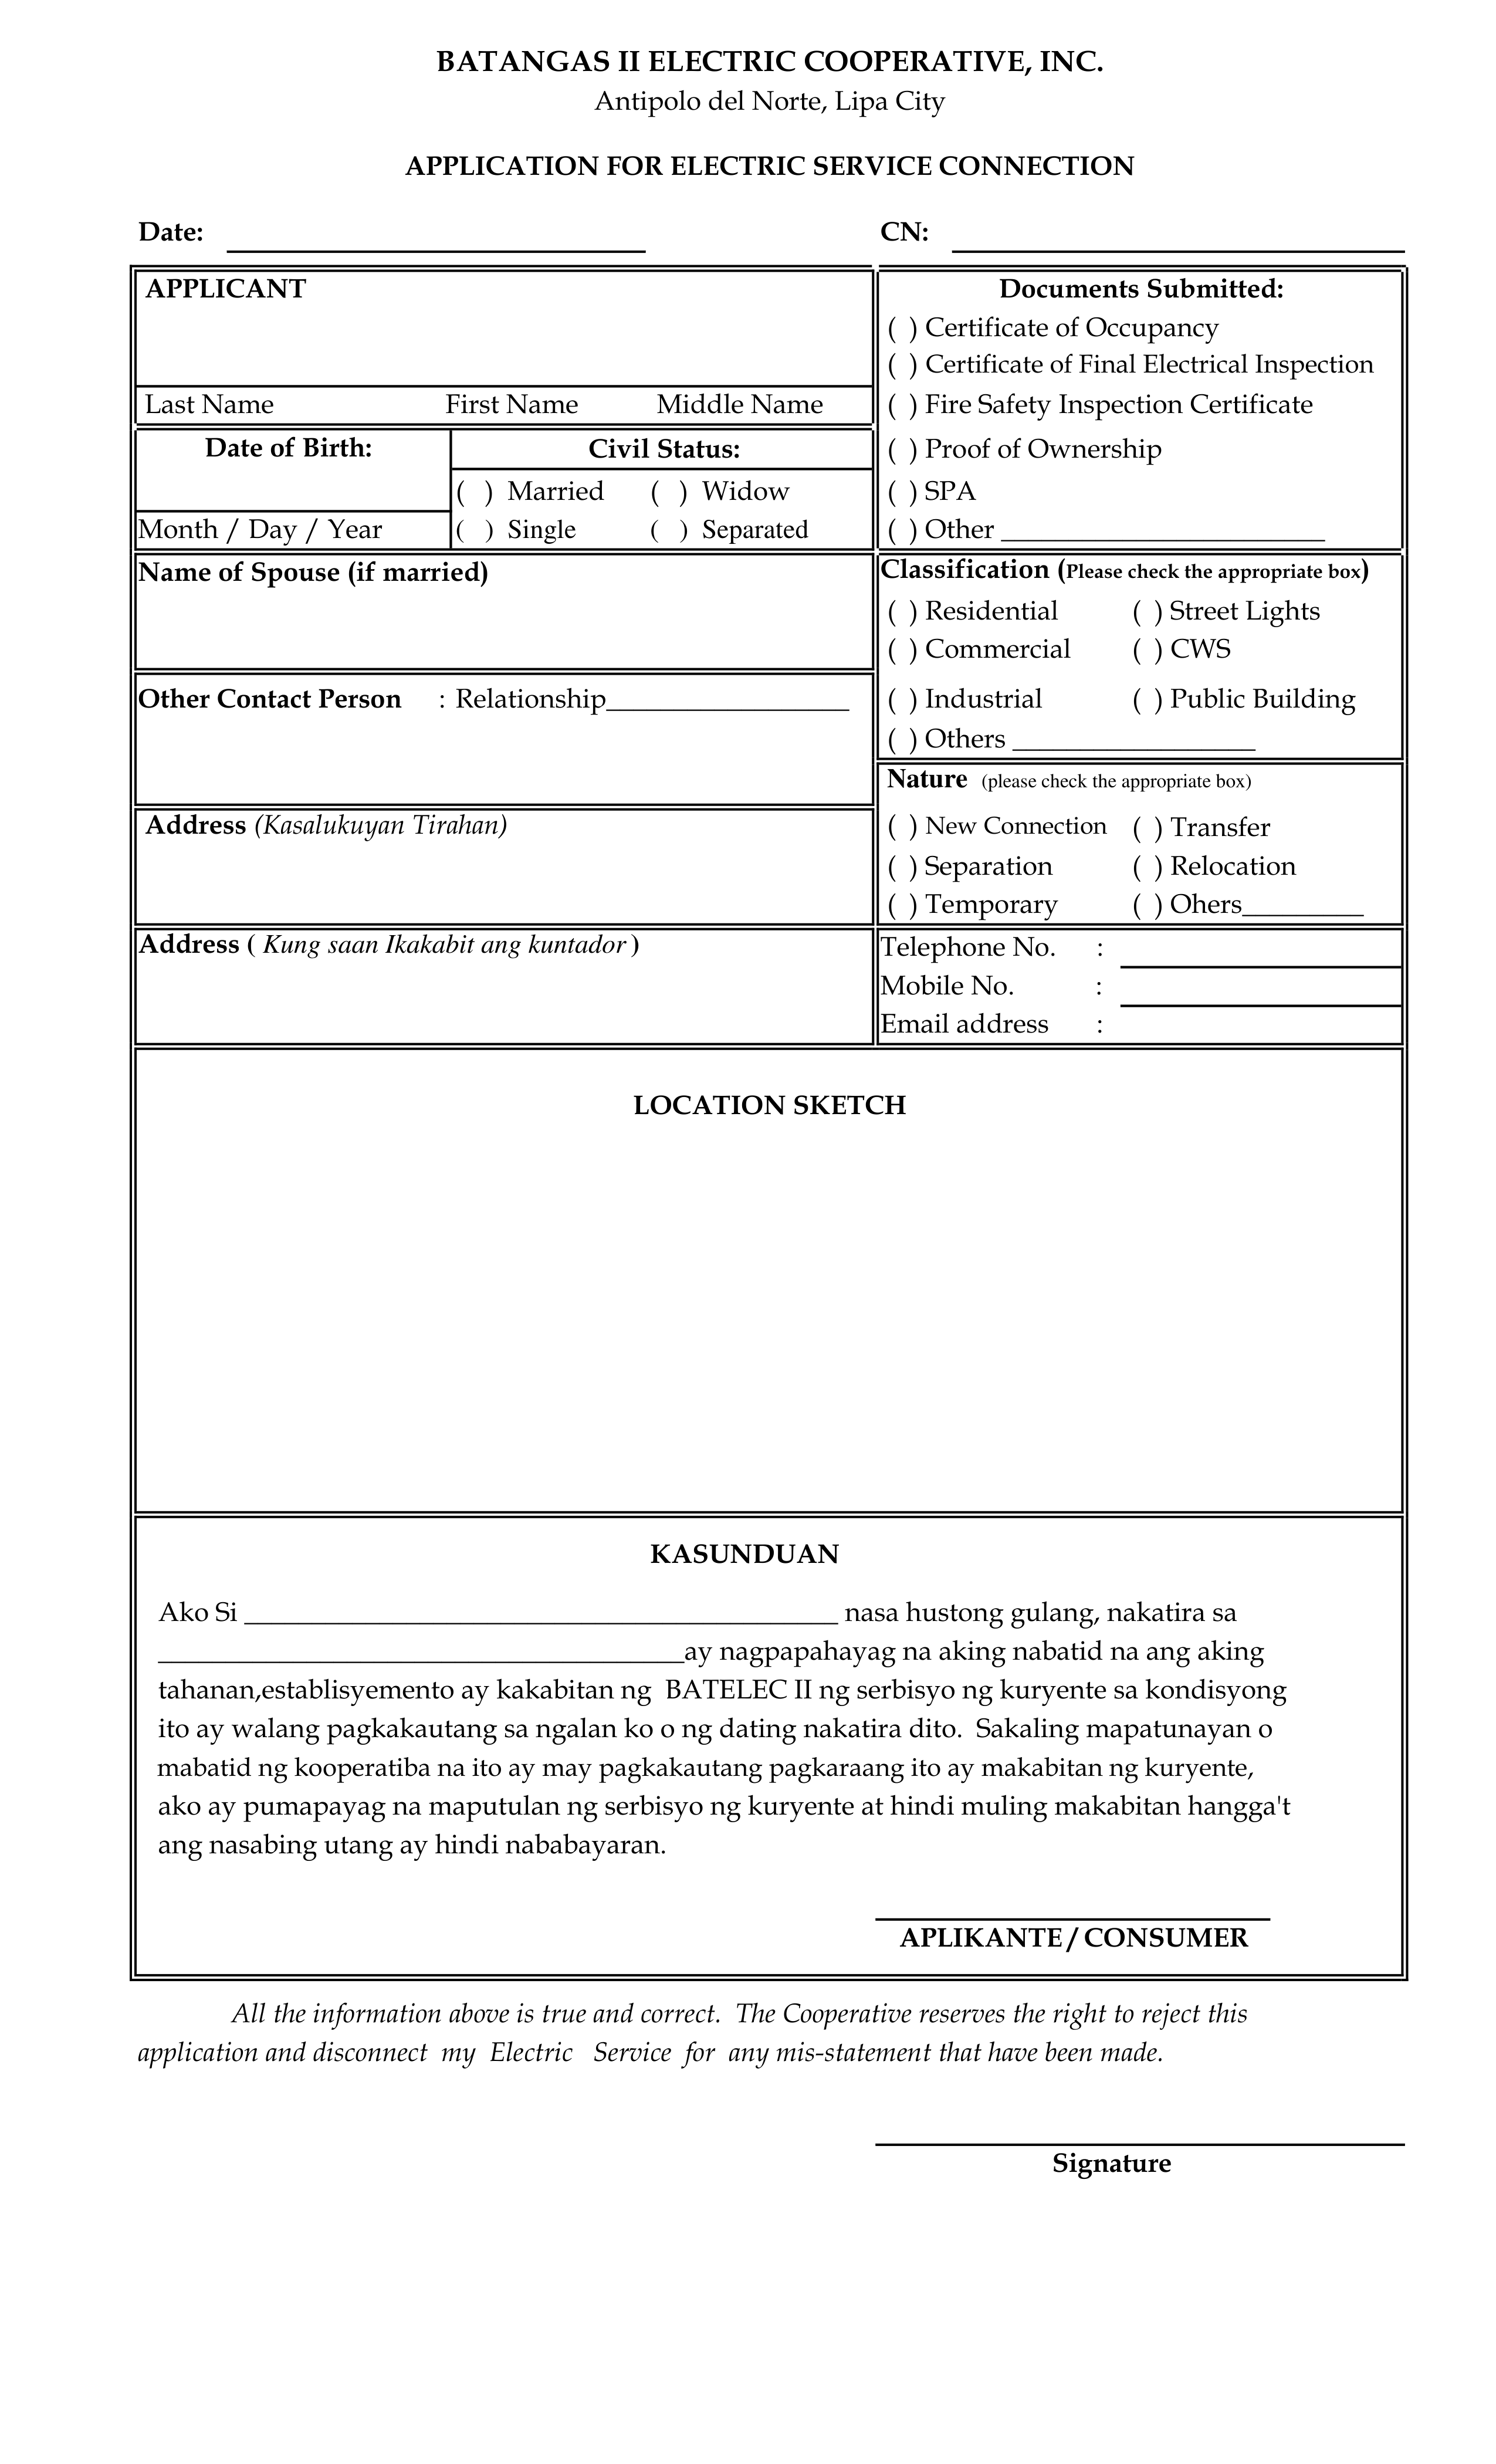 BATANGAS II ELECTRIC COOPERATIVE, INC.
Antipolo del Norte, Lipa City
APPLICATION FOR ELECTRIC SERVICE CONNECTION
Date: ____________________ CN: ____________________
APPLICANT
Last Name First Name Middle Name
Date of Birth:
Month / Day / Year
Civil Status:
( ) Married ( ) Widow
( ) Single ( ) Separated
Name of Spouse (if married)
Other Contact Person : Relationship__________________
Address (Kasalukuyan Tirahan)
Address ( Kung saan Ikakabit ang kuntador )
Documents Submitted:
( ) Certificate of Occupancy
( ) Certificate of Final Electrical Inspection
( ) Fire Safety Inspection Certificate
( ) Proof of Ownership
( ) SPA
( ) Other ________________________
Classification (Please check the appropriate box)
( ) Residential ( ) Street Lights
( ) Commercial ( ) CWS
( ) Industrial ( ) Public Building
( ) Others __________________
Nature (please check the appropriate box)
( ) New Connection ( ) Transfer
( ) Separation ( ) Relocation
( ) Temporary ( ) Ohers_________
Telephone No. :
Mobile No. :
Email address :
LOCATION SKETCH
KASUNDUAN
Ako Si ____________________________________________ nasa hustong gulang, nakatira sa
_______________________________________ay nagpapahayag na aking nabatid na ang aking
tahanan,establisyemento ay kakabitan ng BATELEC II ng serbisyo ng kuryente sa kondisyong
ito ay walang pagkakautang sa ngalan ko o ng dating nakatira dito. Sakaling mapatunayan o
mabatid ng kooperatiba na ito ay may pagkakautang pagkaraang ito ay makabitan ng kuryente,
ako ay pumapayag na maputulan ng serbisyo ng kuryente at hindi muling makabitan hangga't
ang nasabing utang ay hindi nababayaran.
APLIKANTE/CONSUMER
All the information above is true and correct. The Cooperative reserves the right to reject this
application and disconnect my Electric Service for any mis-statement that have been made.
Signature